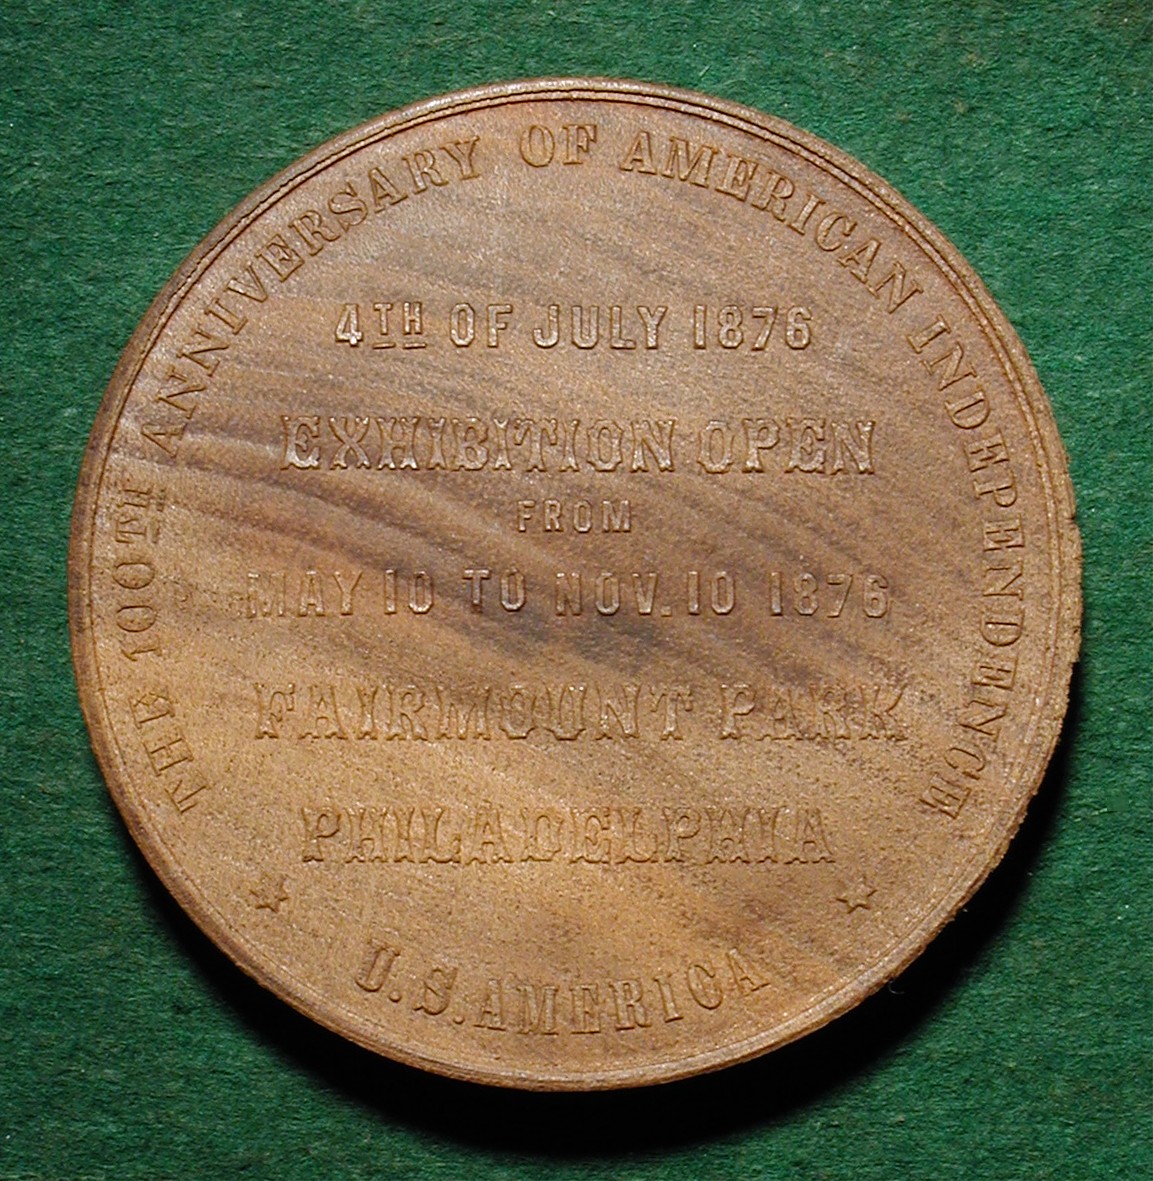 THE 100TH ANNIVERSARY OF AMERICAN INDEPENDENCE
4TH OF JULY 1876
EXHIBITION OPEN
FROM
MAY 10 TO NOV. 10 1876
FAIRMOUNT PARK
PHILADELPHIA
U.S. AMERICA